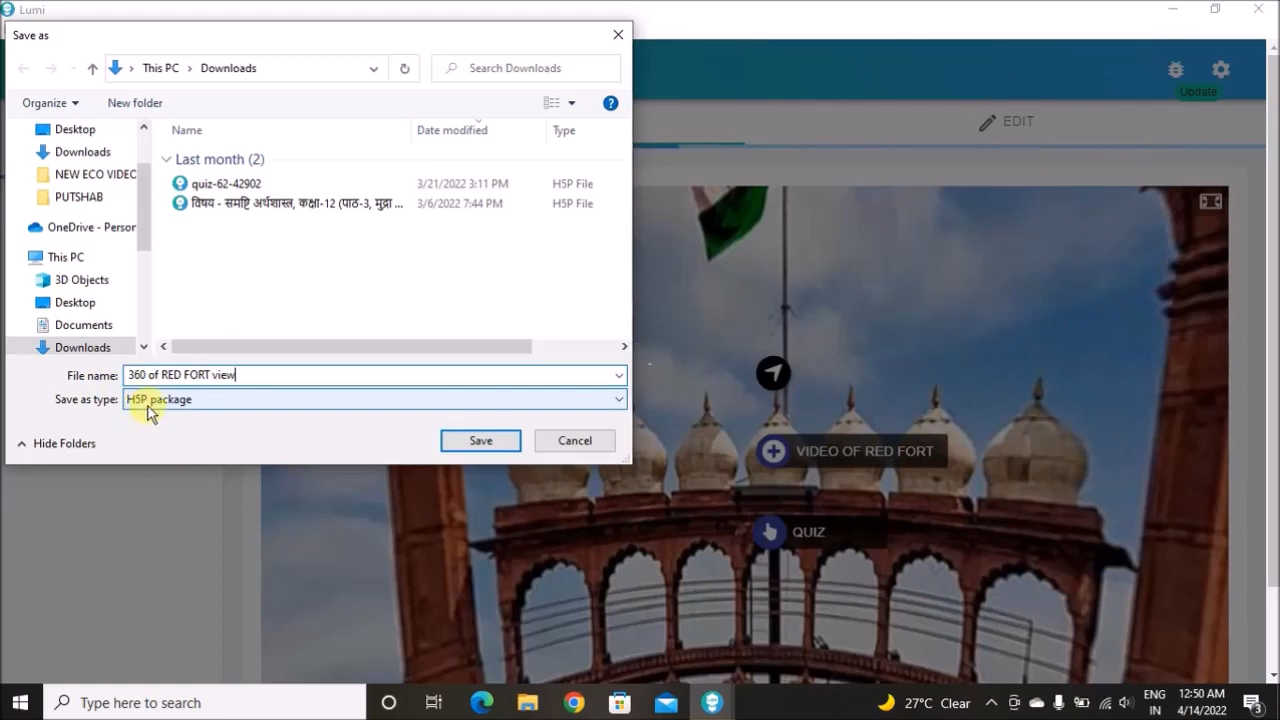 Lumi
Save as
This PC > Downloads
Search Downloads
Update
Organize New folder
EDIT
Name Date modified Type
Desktop
Downloads
NEW ECO VIDEO
PUTSHAB
OneDrive - Person
This PC
3D Objects
Desktop
Documents
Downloads
Last month (2)
quiz-62-42902 3/21/2022 3:11 PM H5P File
विषय - समष्टि अर्थशास्त्र, कक्षा-12 (पाठ-3, मुद्रा ... 3/6/2022 7:44 PM H5P File
File name: 360 of RED FORT view
Save as type: H5P package
Hide Folders Save Cancel
VIDEO OF RED FORT
QUIZ
Type here to search
27°C Clear
ENG
IN
12:50 AM
4/14/2022
3